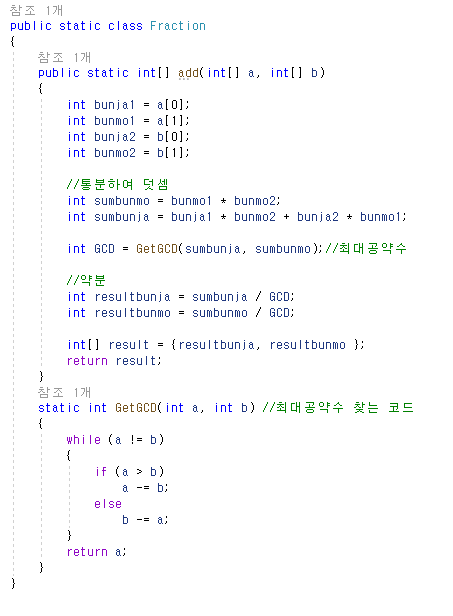 참조 1개
public static class Fraction
{
참조 1개
public static int[] add(int[] a, int[] b)
{
int bunja1 = a[0];
int bunmo1 = a[1];
int bunja2 = b[0];
int bunmo2 = b[1];
//통분하여 덧셈
int sumbunmo = bunmo1 * bunmo2;
int sumbunja = bunja1 * bunmo2 + bunja2 * bunmo1;
int GCD = GetGCD(sumbunja, sumbunmo);//최대공약수
//약분
int resultbunja = sumbunja / GCD;
int resultbunmo = sumbunmo / GCD;
int[] result = {resultbunja, resultbunmo };
return result;
}
참조 1개
static int GetGCD(int a, int b) //최대공약수 찾는 코드
{
while (a != b)
{
if (a > b)
a -= b;
else
b -= a;
}
return a;
}
}